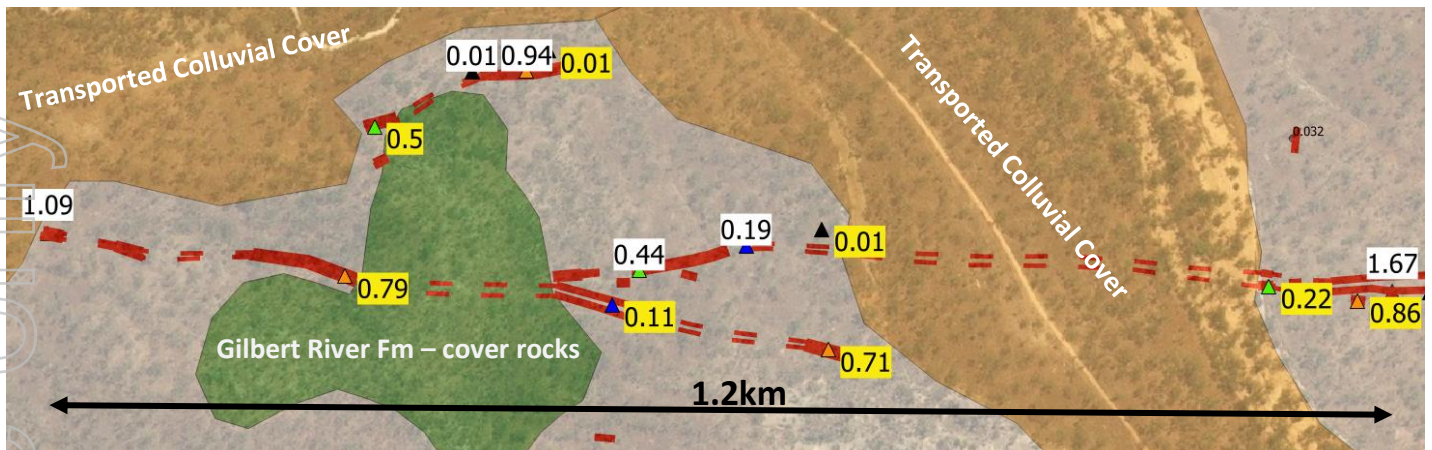 Transported Colluvial Cover
0.01 0.94 0.01
Transported Colluvial Cover
0.032
0.5
1.09
0.19
0.01
0.44
1.67
0.79
0.22
0.86
0.11
Gilbert River Fm – cover rocks
0.71
1.2km